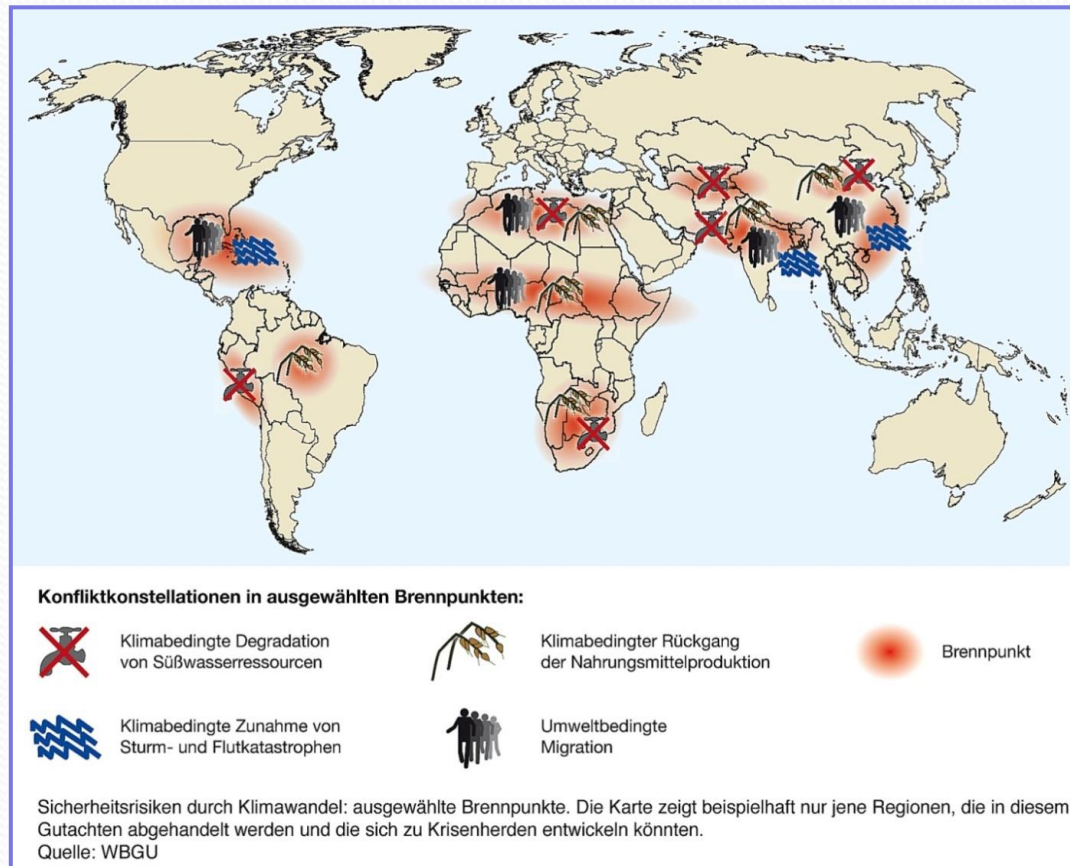 Konfliktkonstellationen in ausgewählten Brennpunkten:
Klimabedingte Degradation
von Süßwasserressourcen
Klimabedingter Rückgang
der Nahrungsmittelproduktion
Brennpunkt
Klimabedingte Zunahme von
Sturm- und Flutkatastrophen
Umweltbedingte
Migration
Sicherheitsrisiken durch Klimawandel: ausgewählte Brennpunkte. Die Karte zeigt beispielhaft nur jene Regionen, die in diesem
Gutachten abgehandelt werden und die sich zu Krisenherden entwickeln könnten.
Quelle: WBGU